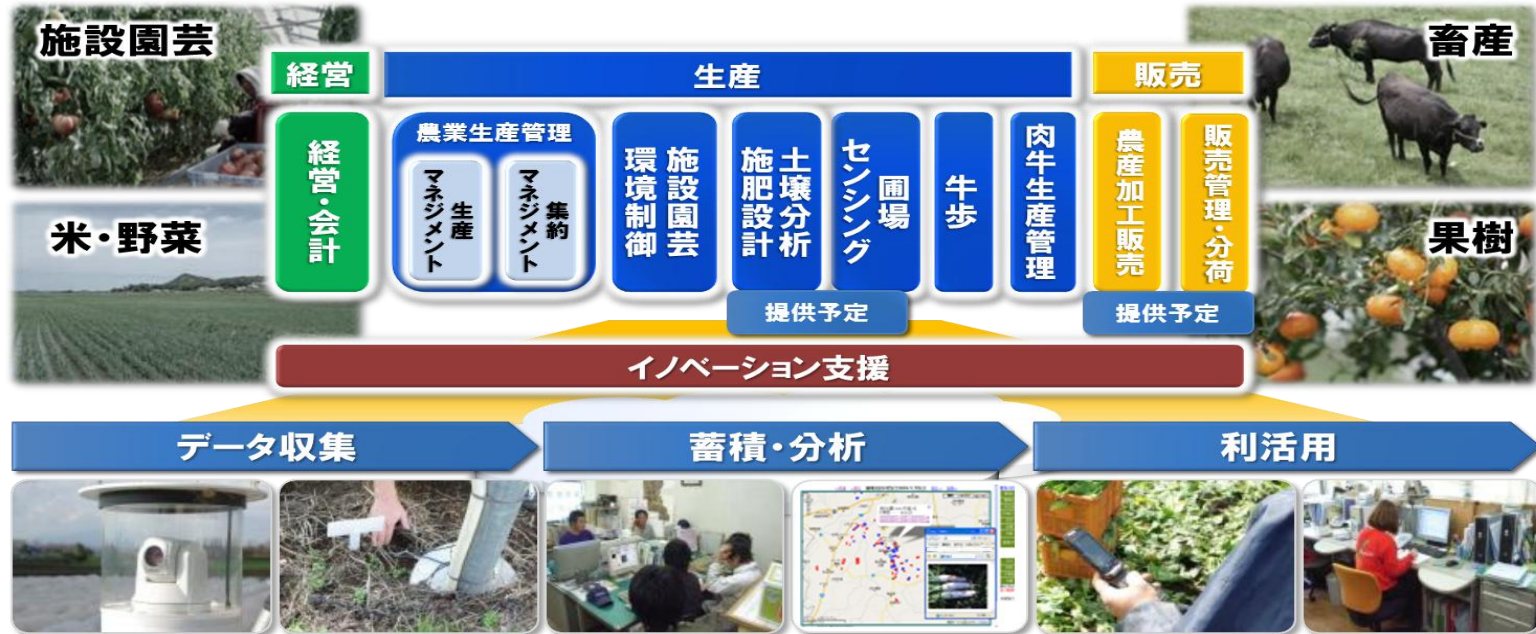 施設園芸
畜産
米・野菜
果樹
経営
生産
販売
経営・会計
農業生産管理
生産
マネジメント
集約
マネジメント
施設園芸
環境制御
土壌分析
施肥設計
圃場
センシング
牛歩
肉牛生産管理
農産加工販売
販売管理・分荷
提供予定
提供予定
イノベーション支援
データ収集
蓄積・分析
利活用